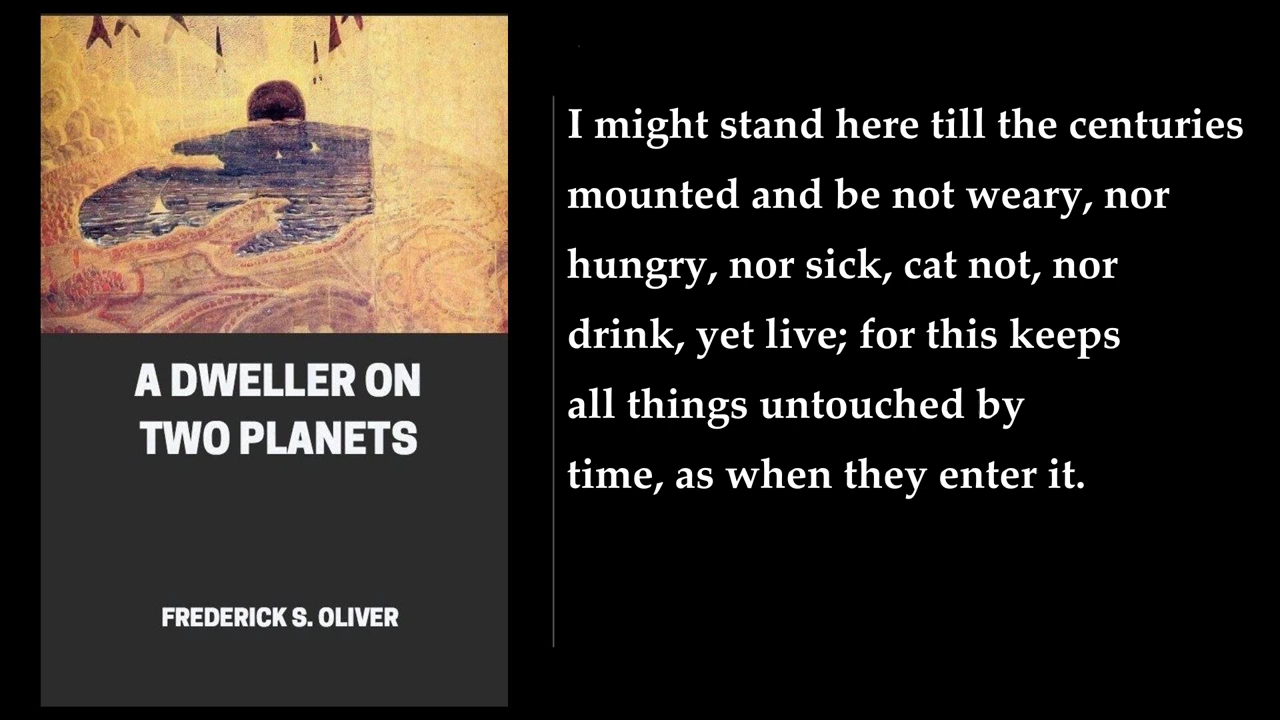 A DWELLER ON
TWO PLANETS
FREDERICK S. OLIVER
I might stand here till the centuries
mounted and be not weary, nor
hungry, nor sick, cat not, nor
drink, yet live; for this keeps
all things untouched by
time, as when they enter it.